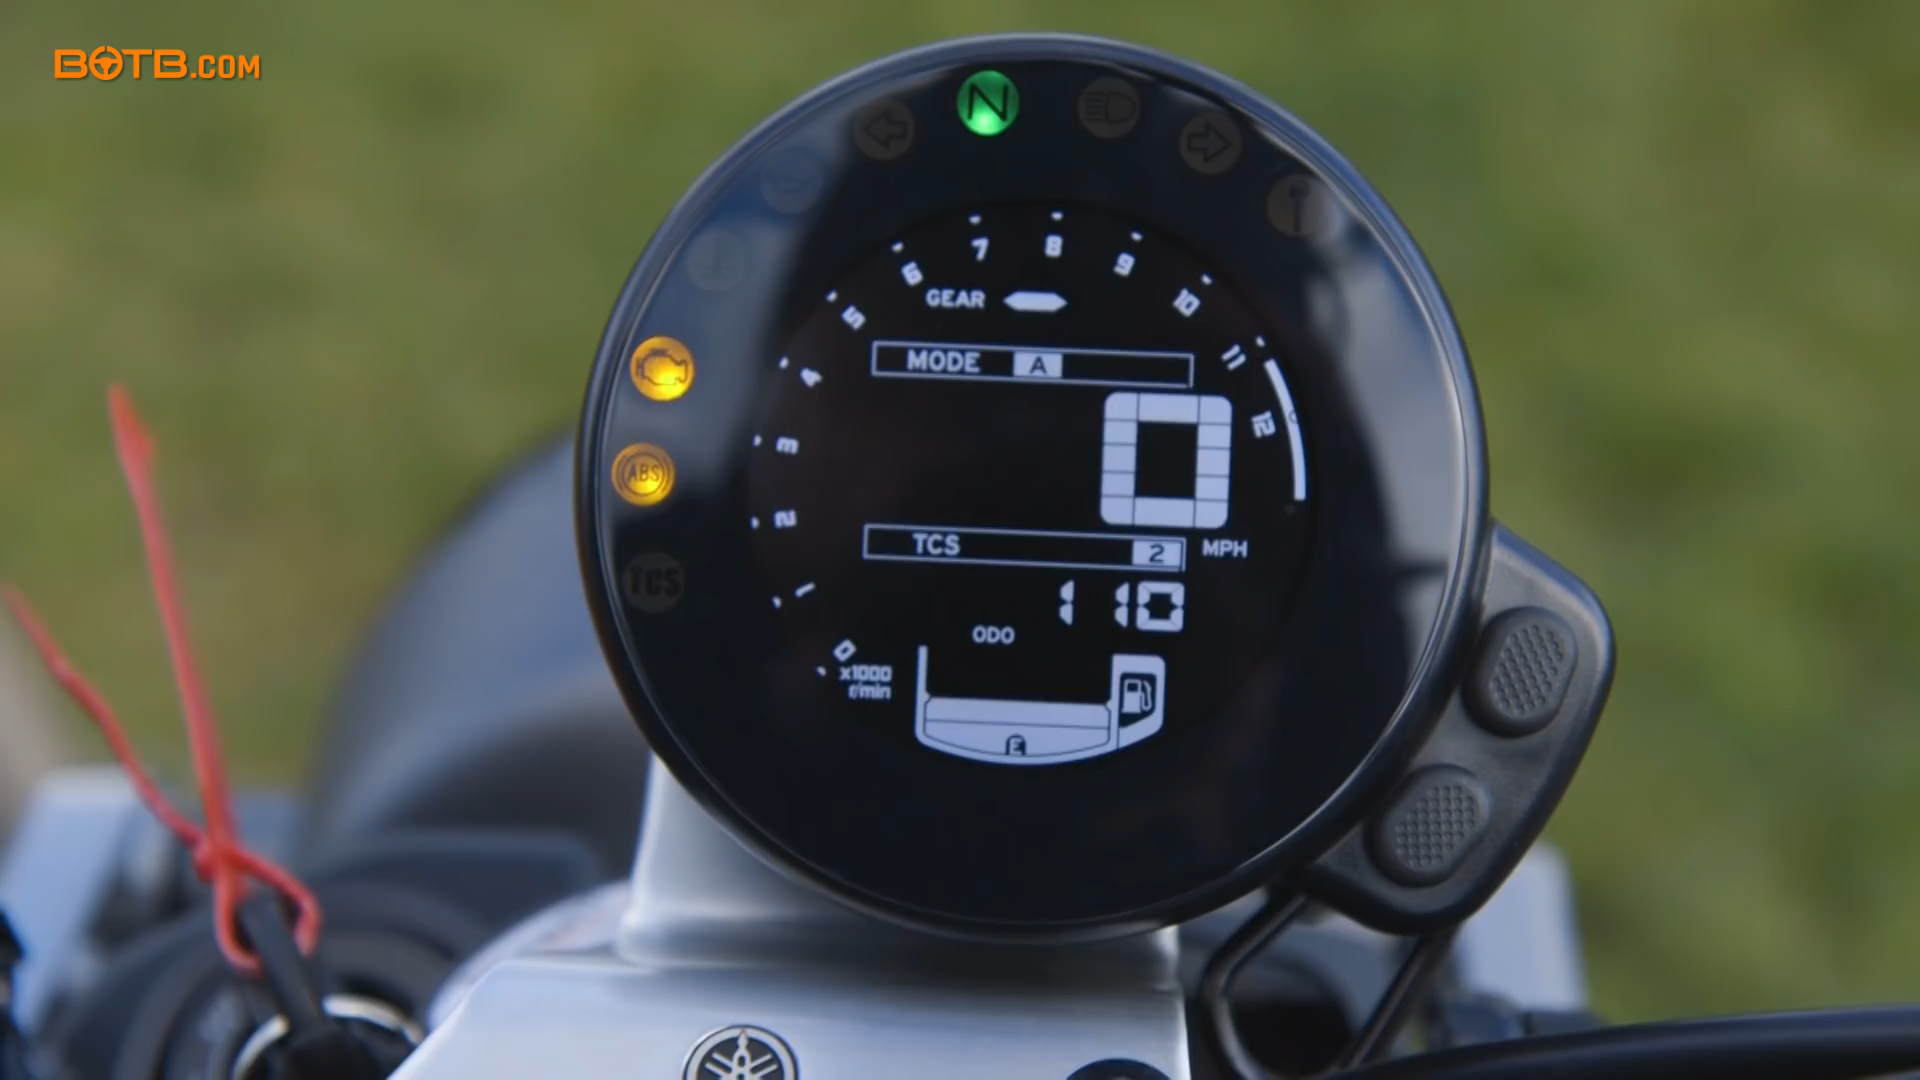 BOTB.COM
N
7 8 9
6 10
GEAR
5
11
MODE A
4
12
3
0
ABS
2
TCS 2 MPH
TCS
1
1 110
ODO
0
x1000
r/min
E